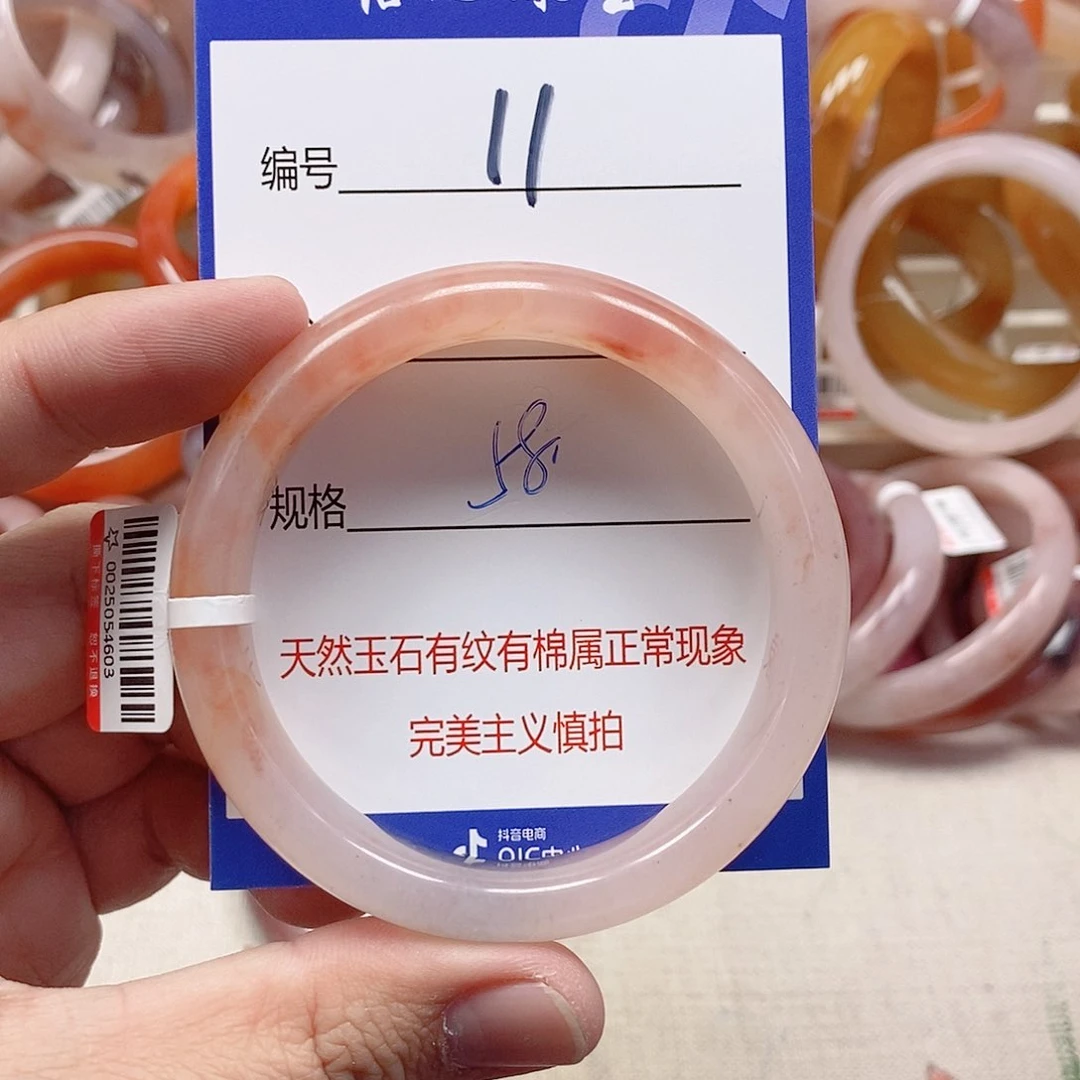 编号 11
规格 58
天然玉石有纹有棉属正常现象
完美主义慎拍
抖音电商
0025054603